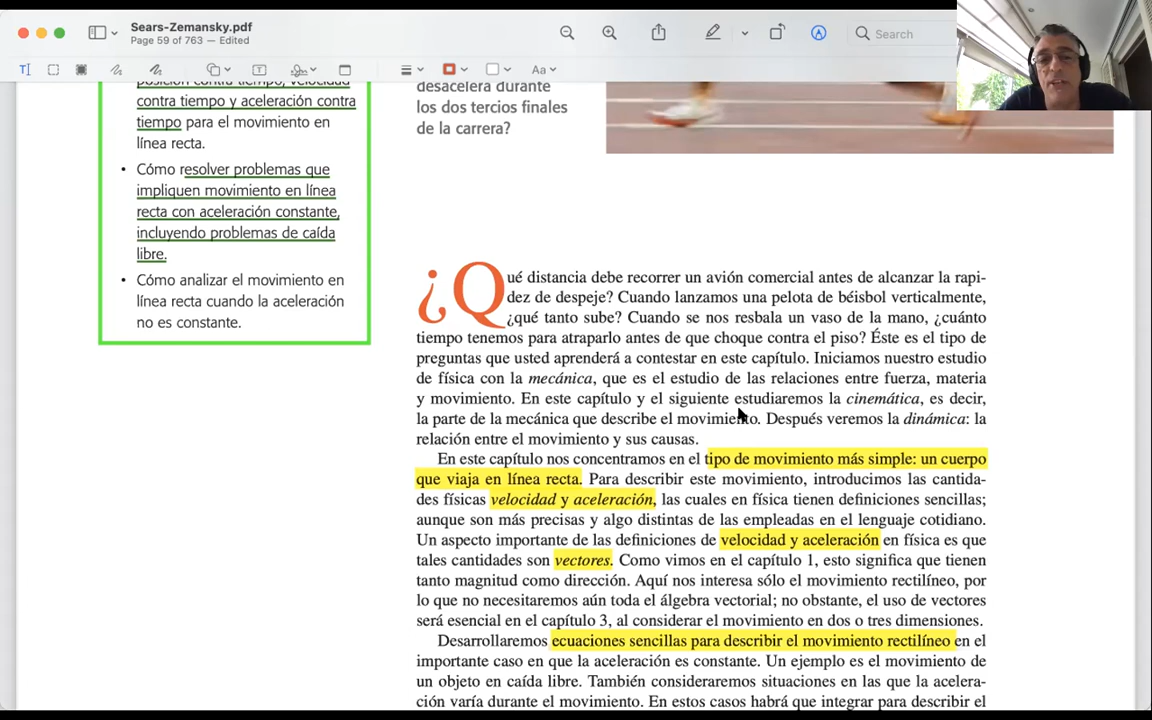 Sears-Zemansky.pdf
Page 59 of 763 — Edited
Search
Aa
posición contra tiempo, velocidad
contra tiempo y aceleración contra
tiempo para el movimiento en
línea recta.
• Cómo resolver problemas que
impliquen movimiento en línea
recta con aceleración constante,
incluyendo problemas de caída
libre.
• Cómo analizar el movimiento en
línea recta cuando la aceleración
no es constante.
desacelera durante
los dos tercios finales
de la carrera?
¿Qué distancia debe recorrer un avión comercial antes de alcanzar la rapi-
dez de despeje? Cuando lanzamos una pelota de béisbol verticalmente,
¿qué tanto sube? Cuando se nos resbala un vaso de la mano, ¿cuánto
tiempo tenemos para atraparlo antes de que choque contra el piso? Éste es el tipo de
preguntas que usted aprenderá a contestar en este capítulo. Iniciamos nuestro estudio
de física con la mecánica, que es el estudio de las relaciones entre fuerza, materia
y movimiento. En este capítulo y el siguiente estudiaremos la cinemática, es decir,
la parte de la mecánica que describe el movimiento. Después veremos la dinámica: la
relación entre el movimiento y sus causas.
En este capítulo nos concentramos en el tipo de movimiento más simple: un cuerpo
que viaja en línea recta. Para describir este movimiento, introducimos las cantida-
des físicas velocidad y aceleración, las cuales en física tienen definiciones sencillas;
aunque son más precisas y algo distintas de las empleadas en el lenguaje cotidiano.
Un aspecto importante de las definiciones de velocidad y aceleración en física es que
tales cantidades son vectores. Como vimos en el capítulo 1, esto significa que tienen
tanto magnitud como dirección. Aquí nos interesa sólo el movimiento rectilíneo, por
lo que no necesitaremos aún toda el álgebra vectorial; no obstante, el uso de vectores
será esencial en el capítulo 3, al considerar el movimiento en dos o tres dimensiones.
Desarrollaremos ecuaciones sencillas para describir el movimiento rectilíneo en el
importante caso en que la aceleración es constante. Un ejemplo es el movimiento de
un objeto en caída libre. También consideraremos situaciones en las que la acelera-
ción varía durante el movimiento. En estos casos habrá que integrar para describir el